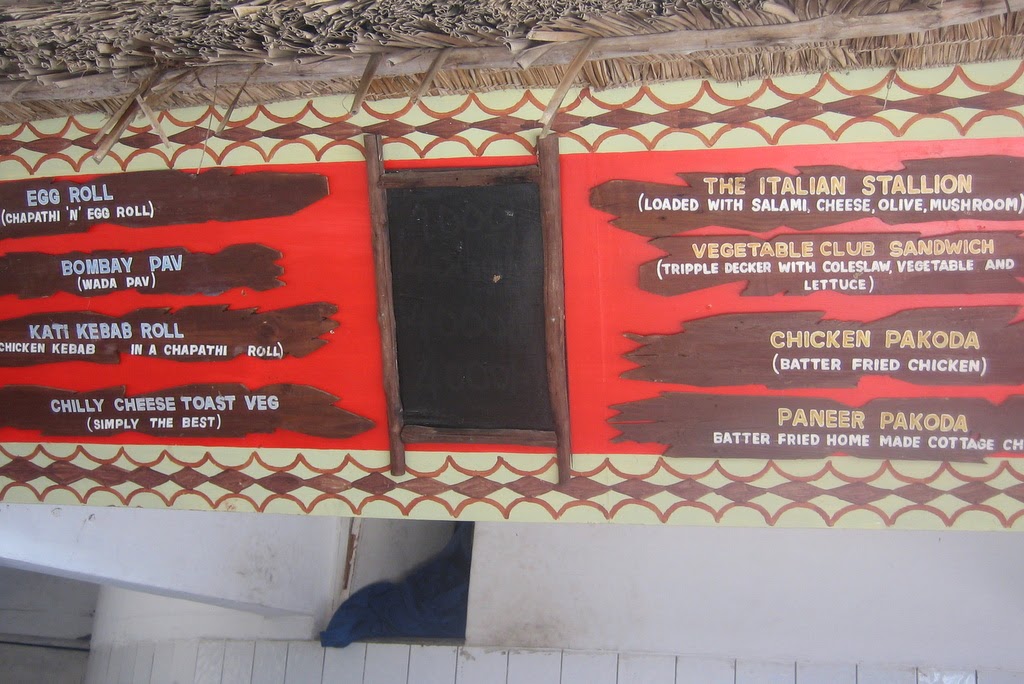 EGG ROLL
(CHAPATHI 'N' EGG ROLL)
BOMBAY PAV
(WADA PAV)
KATI KEBAB ROLL
CHICKEN KEBAB IN A CHAPATHI ROLL)
CHILLY CHEESE TOAST VEG
(SIMPLY THE BEST)
THE ITALIAN STALLION
(LOADED WITH SALAMI, CHEESE, OLIVE, MUSHROOM)
VEGETABLE CLUB SANDWICH
(TRIPPLE DECKER WITH COLESLAW, VEGETABLE AND
LETTUCE)
CHICKEN PAKODA
(BATTER FRIED CHICKEN)
PANEER PAKODA
BATTER FRIED HOME MADE COTTAGE CH